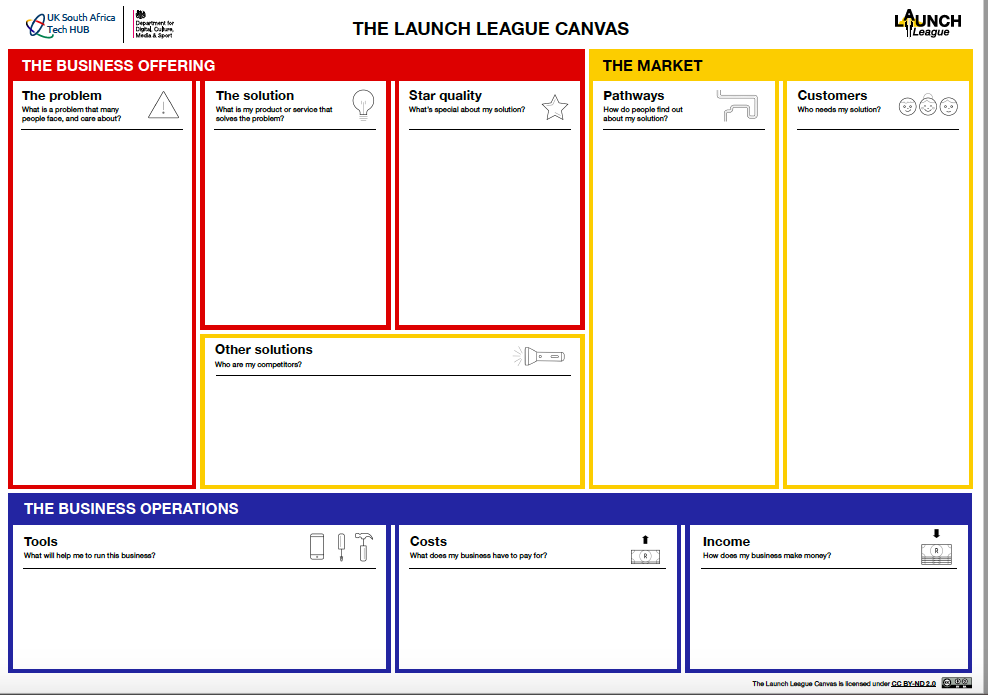 UK South Africa
Tech HUB
Department for
Digital, Culture,
Media & Sport
THE LAUNCH LEAGUE CANVAS
LAUNCH
League
THE BUSINESS OFFERING
THE MARKET
The problem
What is a problem that many
people face, and care about?
The solution
What is my product or service that
solves the problem?
Star quality
What's special about my solution?
Pathways
How do people find out
about my solution?
Customers
Who needs my solution?
Other solutions
Who are my competitors?
THE BUSINESS OPERATIONS
Tools
What will help me to run this business?
Costs
What does my business have to pay for?
R
Income
How does my business make money?
R
The Launch League Canvas is licensed under CC BY-ND 2.0